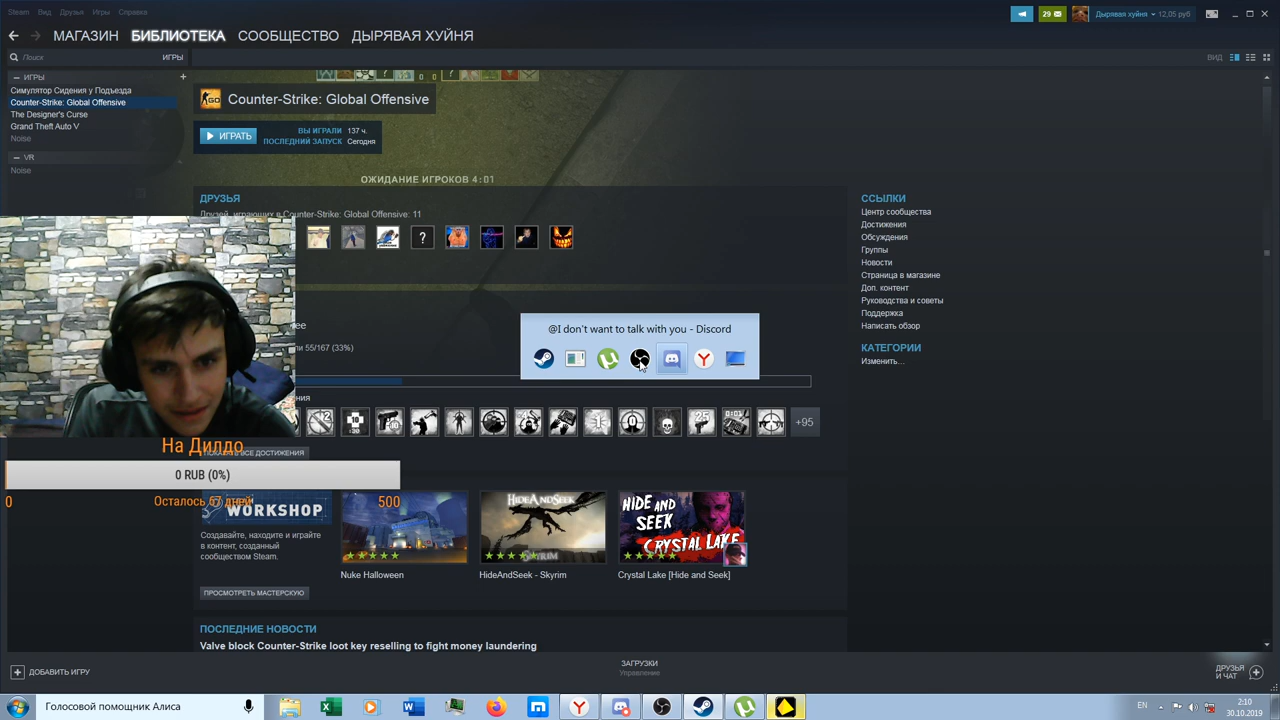 Steam Вид Друзья Игры Справка
29
Дырявая хуйня 12,05 руб
МАГАЗИН БИБЛИОТЕКА СООБЩЕСТВО ДЫРЯВАЯ ХУЙНЯ
Поиск ИГРЫ
ВИД
ИГРЫ
Симулятор Сидения у Подъезда
Counter-Strike: Global Offensive
The Designer's Curse
Grand Theft Auto V
Noise
VR
Noise
0 0
Counter-Strike: Global Offensive
ИГРАТЬ
ВЫ ИГРАЛИ 137 ч.
ПОСЛЕДНИЙ ЗАПУСК Сегодня
ОЖИДАНИЕ ИГРОКОВ 4:01
ДРУЗЬЯ
Друзей, играющих в Counter-Strike: Global Offensive: 11
55/167 (33%)
@I don't want to talk with you - Discord
+95
ПОКАЗАТЬ ВСЕ ДОСТИЖЕНИЯ
На Дилдо
0 RUB (0%)
0 Осталось 67 дней 500
WORKSHOP
Создавайте, находите и играйте
в контент, созданный
сообществом Steam.
ПРОСМОТРЕТЬ МАСТЕРСКУЮ
HIDEANDSEEK
SKYRIM
HIDE AND
SEEK
CRYSTAL LAKE
Nuke Halloween
HideAndSeek - Skyrim
Crystal Lake [Hide and Seek]
ПОСЛЕДНИЕ НОВОСТИ
Valve block Counter-Strike loot key reselling to fight money laundering
ССЫЛКИ
Центр сообщества
Достижения
Обсуждения
Группы
Новости
Страница в магазине
Доп. контент
Руководства и советы
Поддержка
Написать обзор
КАТЕГОРИИ
Изменить...
ДОБАВИТЬ ИГРУ
ЗАГРУЗКИ
Управление
ДРУЗЬЯ
И ЧАТ
Голосовой помощник Алиса
EN
2:10
30.10.2019